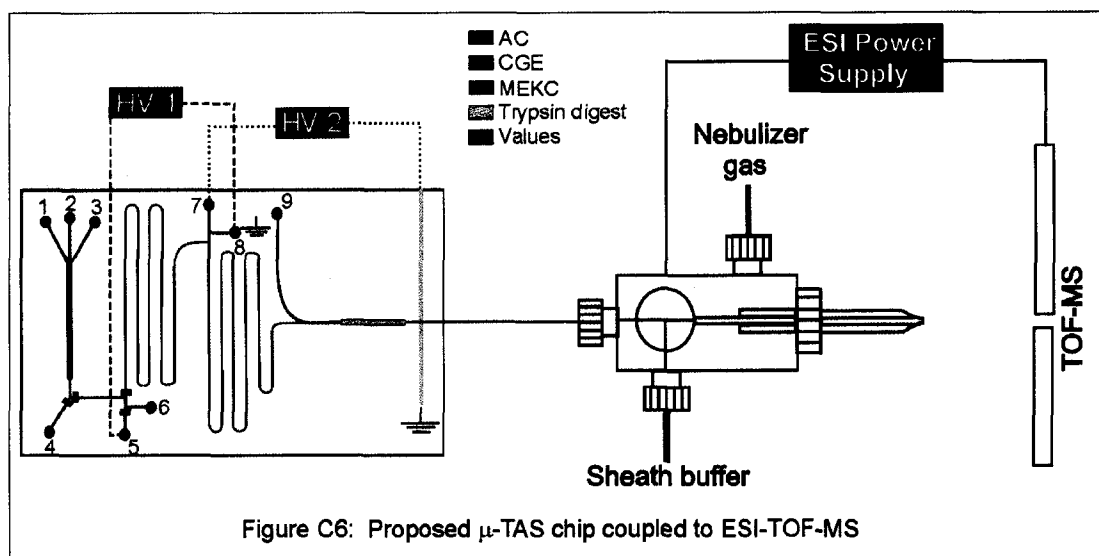 AC
CGE
MEKC
Trypsin digest
Values
ESI Power
Supply
HV 1
HV 2
Nebulizer
gas
1
2
3
7
9
8
6
4
5
TOF-MS
Sheath buffer
Figure C6: Proposed μ-TAS chip coupled to ESI-TOF-MS